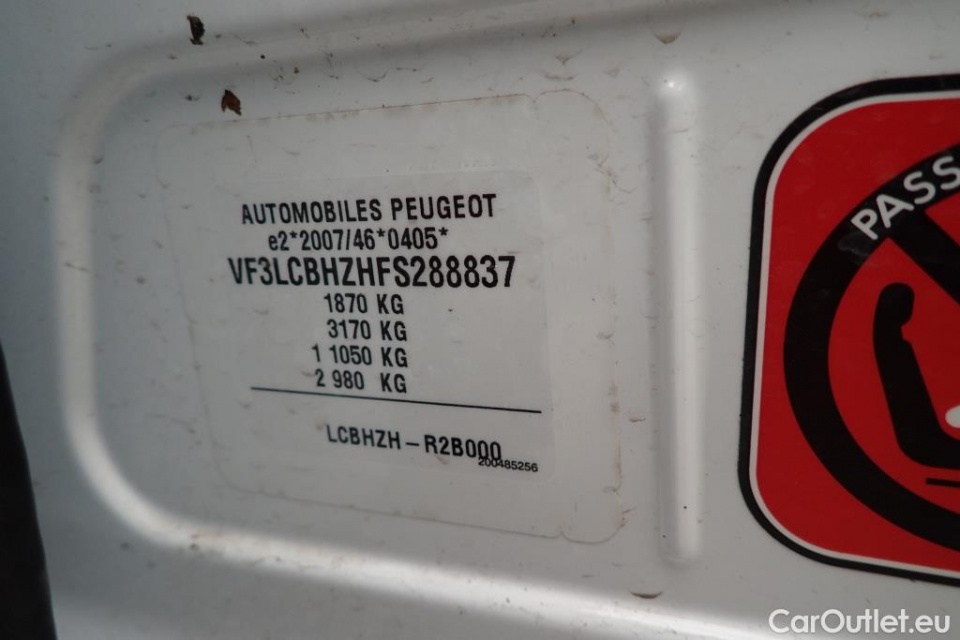 AUTOMOBILES PEUGEOT
e2*2007/46*0405*
VF3LCBHZHFS288837
1870 KG
3170 KG
1 1050 KG
2 980 KG
LCBHZH-R2B000
200485256
PASS
CarOutlet.eu